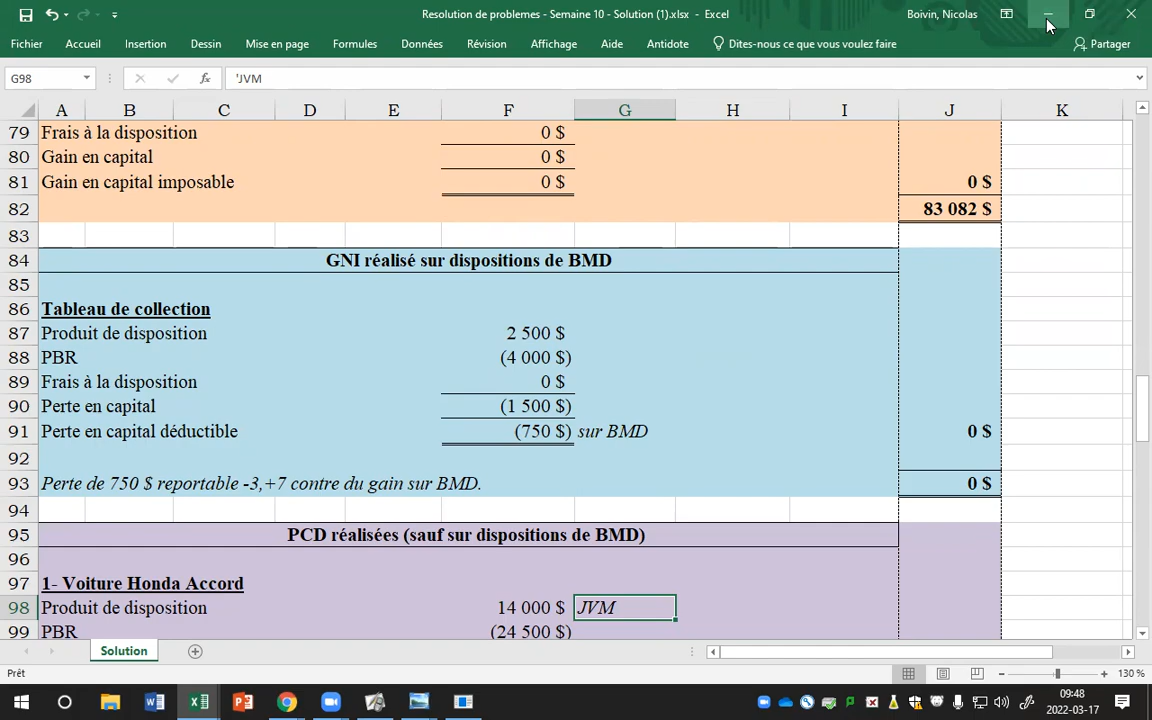 Resolution de problemes - Semaine 10 - Solution (1).xlsx - Excel
Boivin, Nicolas
Fichier Accueil Insertion Dessin Mise en page Formules Données Révision Affichage Aide Antidote Dites-nous ce que vous voulez faire Partager
G98 fx 'JVM
A B C D E F G H I J K
79 Frais à la disposition 0 $
80 Gain en capital 0 $
81 Gain en capital imposable 0 $ 0 $
82 83 082 $
83
84 GNI réalisé sur dispositions de BMD
85
86 Tableau de collection
87 Produit de disposition 2 500 $
88 PBR (4 000 $)
89 Frais à la disposition 0 $
90 Perte en capital (1 500 $)
91 Perte en capital déductible (750 $) sur BMD 0 $
92
93 Perte de 750 $ reportable -3,+7 contre du gain sur BMD. 0 $
94
95 PCD réalisées (sauf sur dispositions de BMD)
96
97 1- Voiture Honda Accord
98 Produit de disposition 14 000 $ JVM
99 PBR (24 500 $)
Solution
Prêt 130 %
09:48
2022-03-17